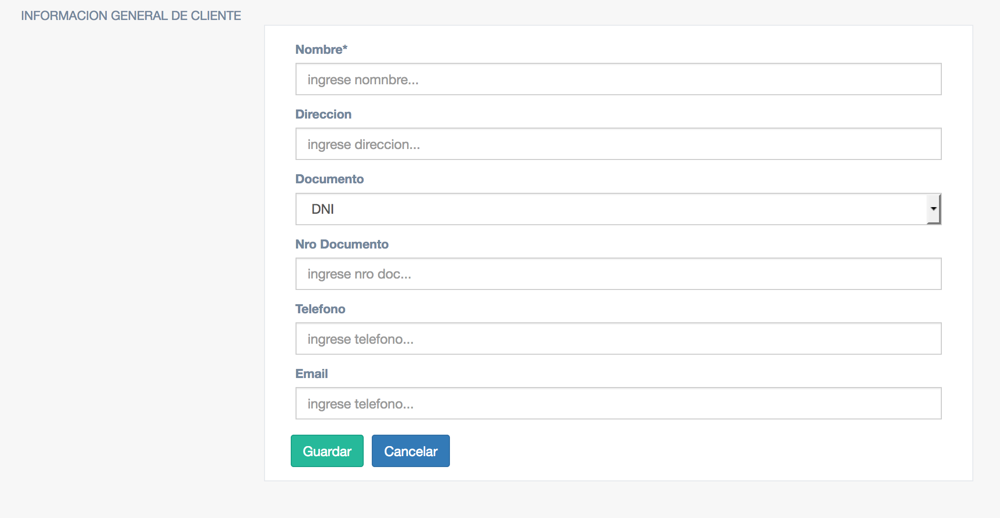 INFORMACION GENERAL DE CLIENTE
Nombre*
ingrese nomnbre...
Direccion
ingrese direccion...
Documento
DNI
Nro Documento
ingrese nro doc...
Telefono
ingrese telefono...
Email
ingrese telefono...
Guardar Cancelar